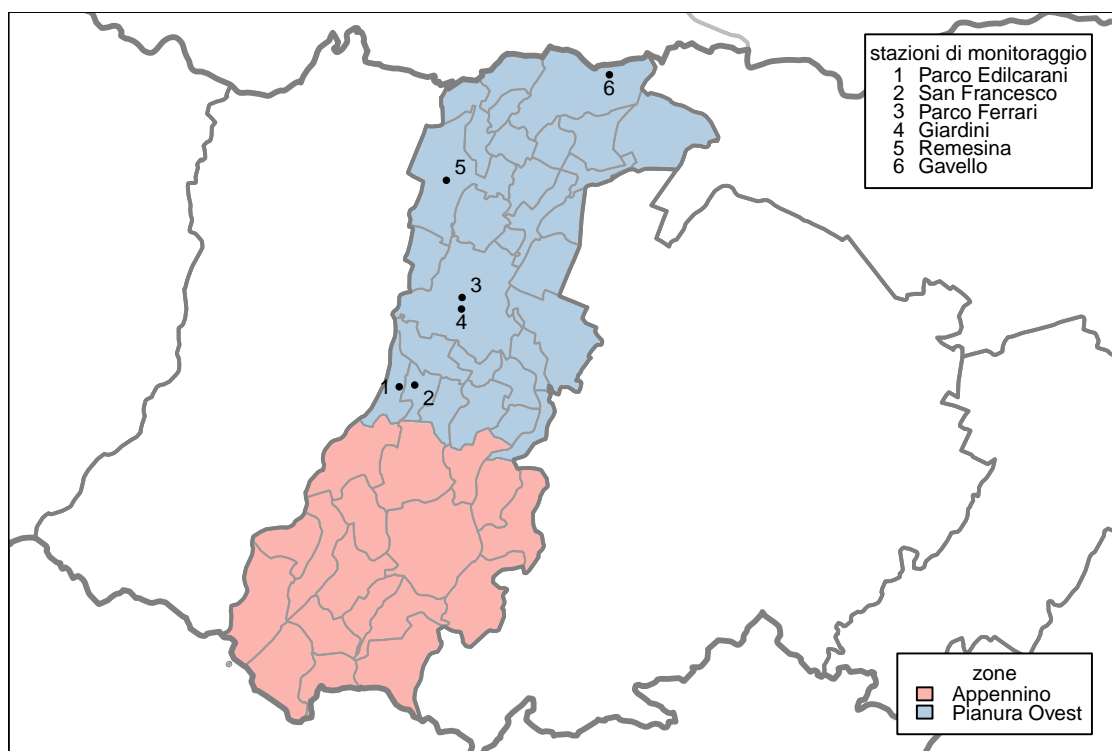 stazioni di monitoraggio
1 Parco Edilcarani
2 San Francesco
3 Parco Ferrari
4 Giardini
5 Remesina
6 Gavello
6
5
3
4
1
2
zone
Appennino
Pianura Ovest